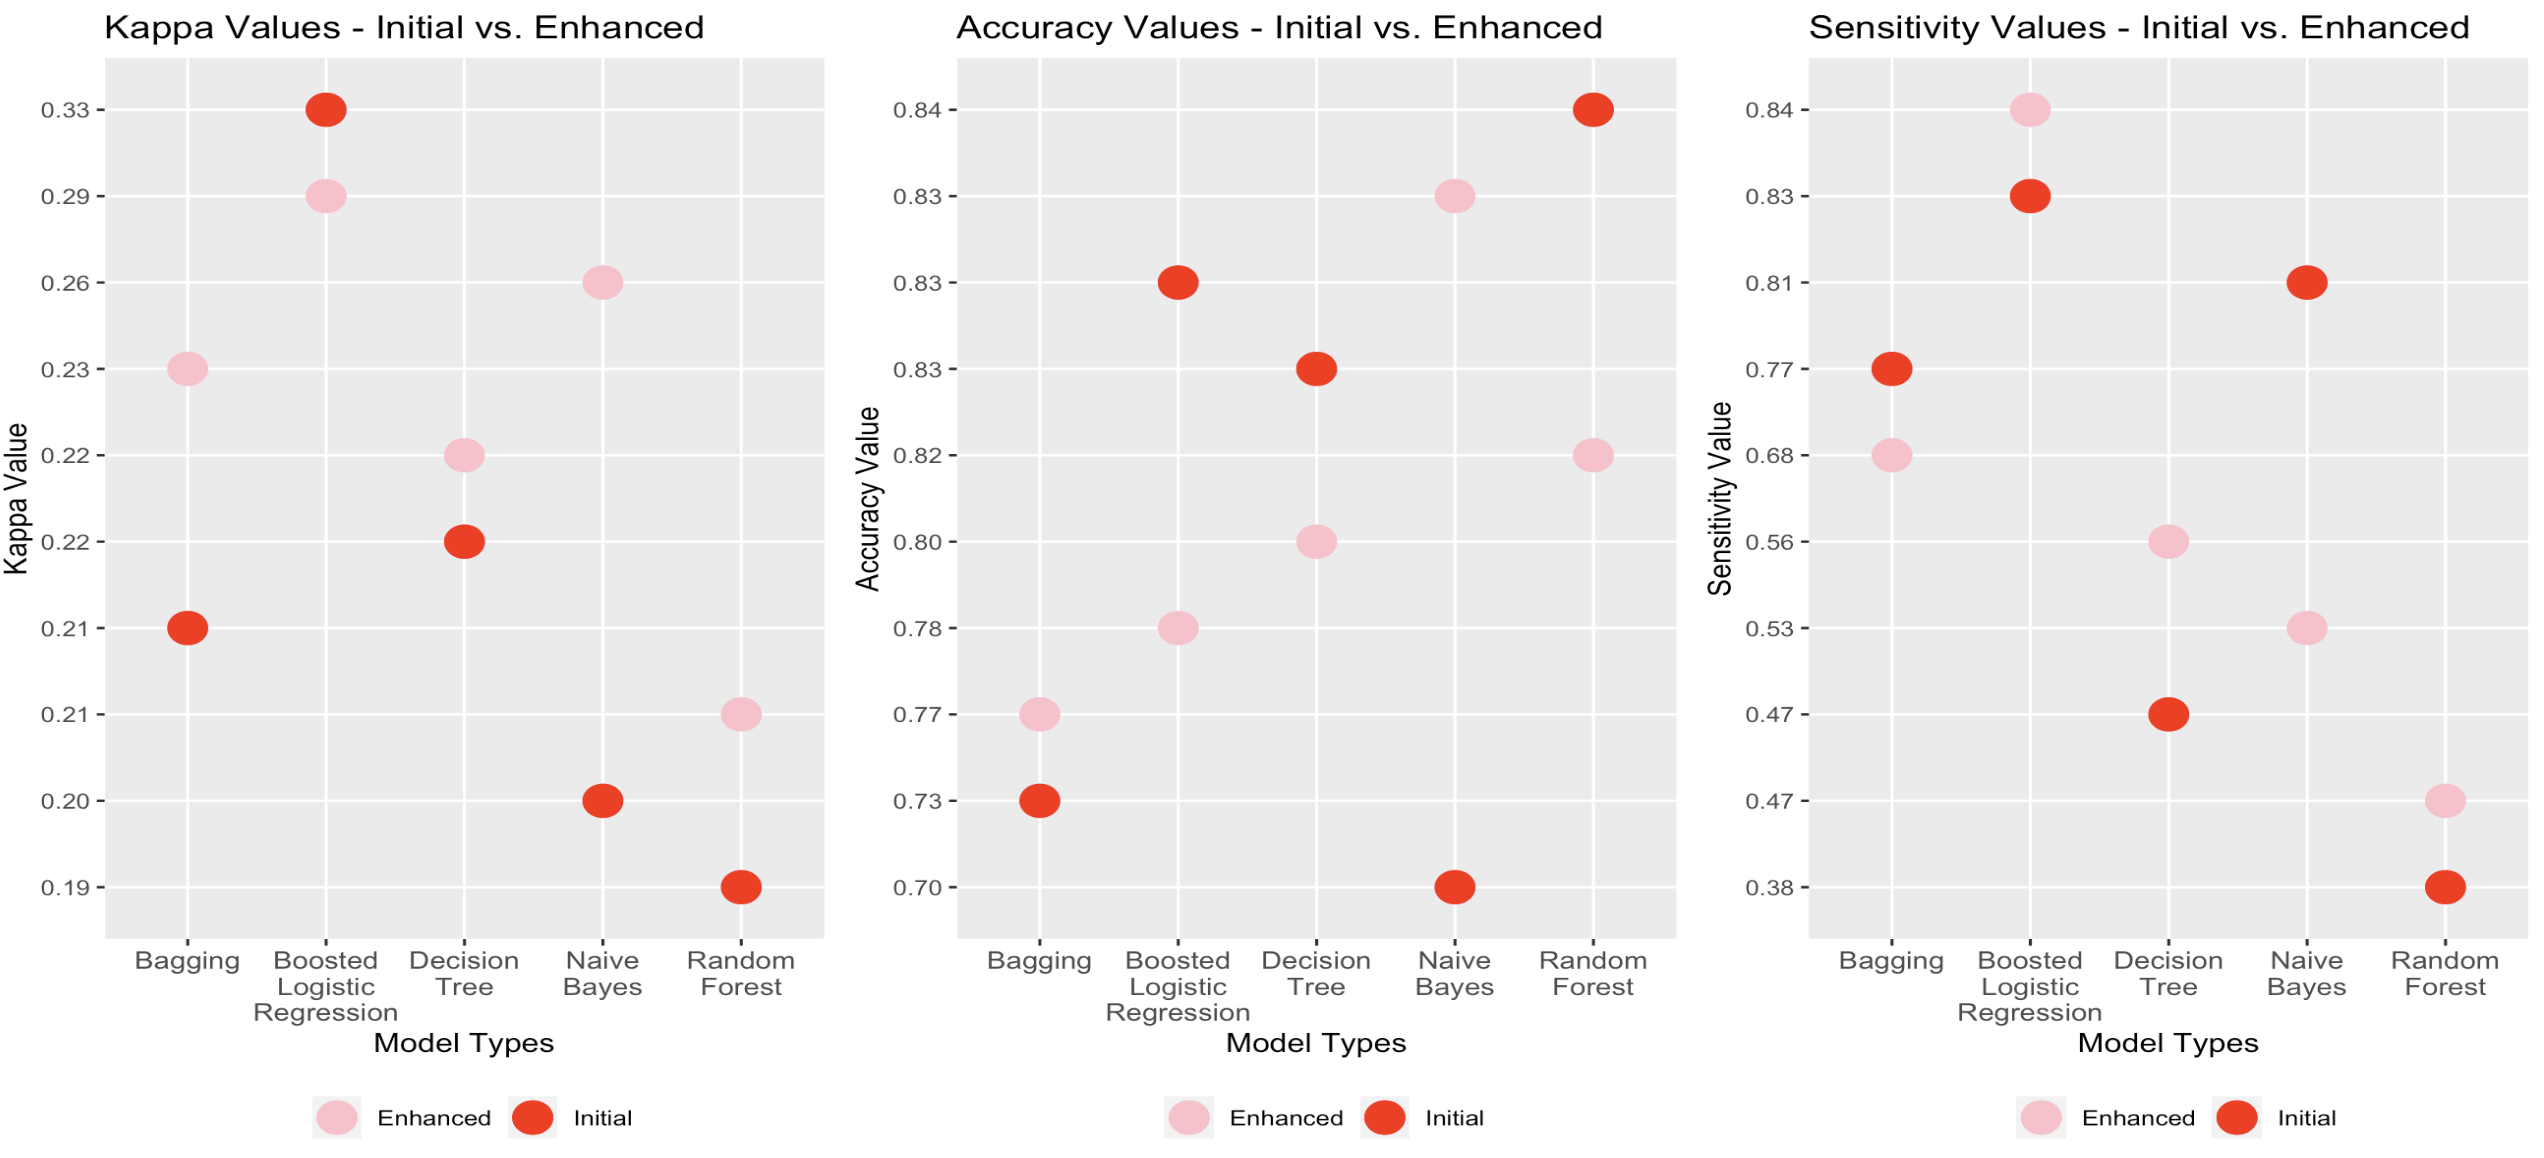 Kappa Values - Initial vs. Enhanced
Kappa Value
0.33
0.29
0.26
0.23
0.22
0.22
0.21
0.21
0.20
0.19
Bagging
Boosted
Logistic
Regression
Decision
Tree
Naive
Bayes
Random
Forest
Model Types
Enhanced
Initial
Accuracy Values - Initial vs. Enhanced
Accuracy Value
0.84
0.83
0.83
0.83
0.82
0.80
0.78
0.77
0.73
0.70
Bagging
Boosted
Logistic
Regression
Decision
Tree
Naive
Bayes
Random
Forest
Model Types
Enhanced
Initial
Sensitivity Values - Initial vs. Enhanced
Sensitivity Value
0.84
0.83
0.81
0.77
0.68
0.56
0.53
0.47
0.47
0.38
Bagging
Boosted
Logistic
Regression
Decision
Tree
Naive
Bayes
Random
Forest
Model Types
Enhanced
Initial